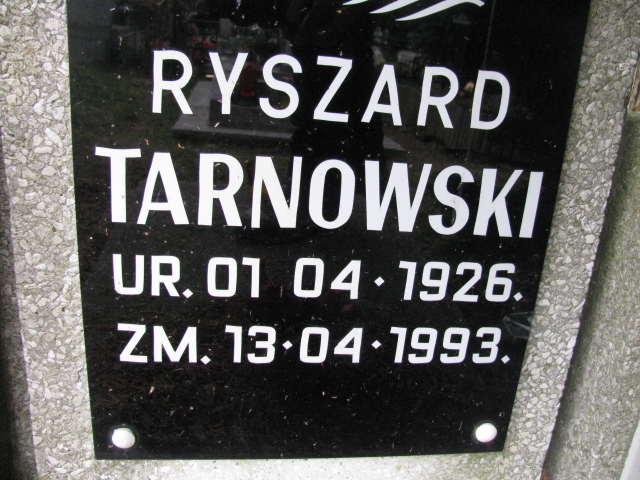 RYSZARD
TARNOWSKI
UR. 01 04 · 1926.
ZM. 13 · 04 · 1993.